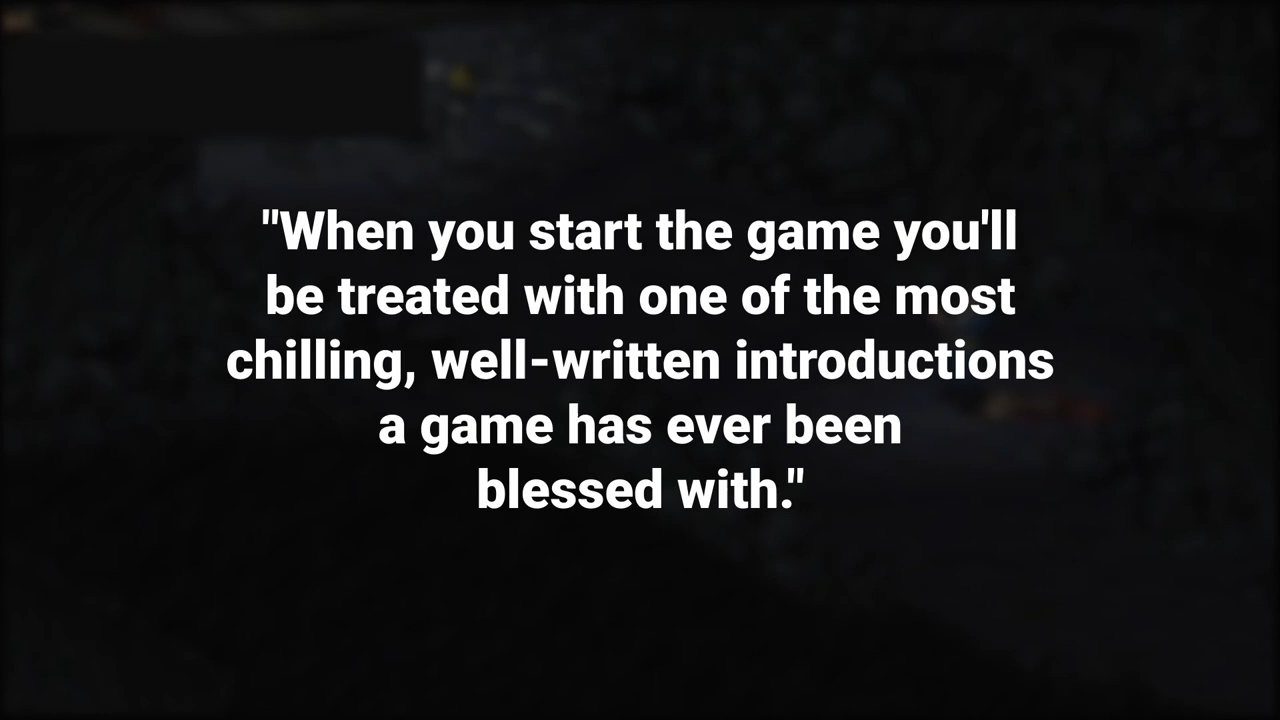 "When you start the game you'll
be treated with one of the most
chilling, well-written introductions
a game has ever been
blessed with."